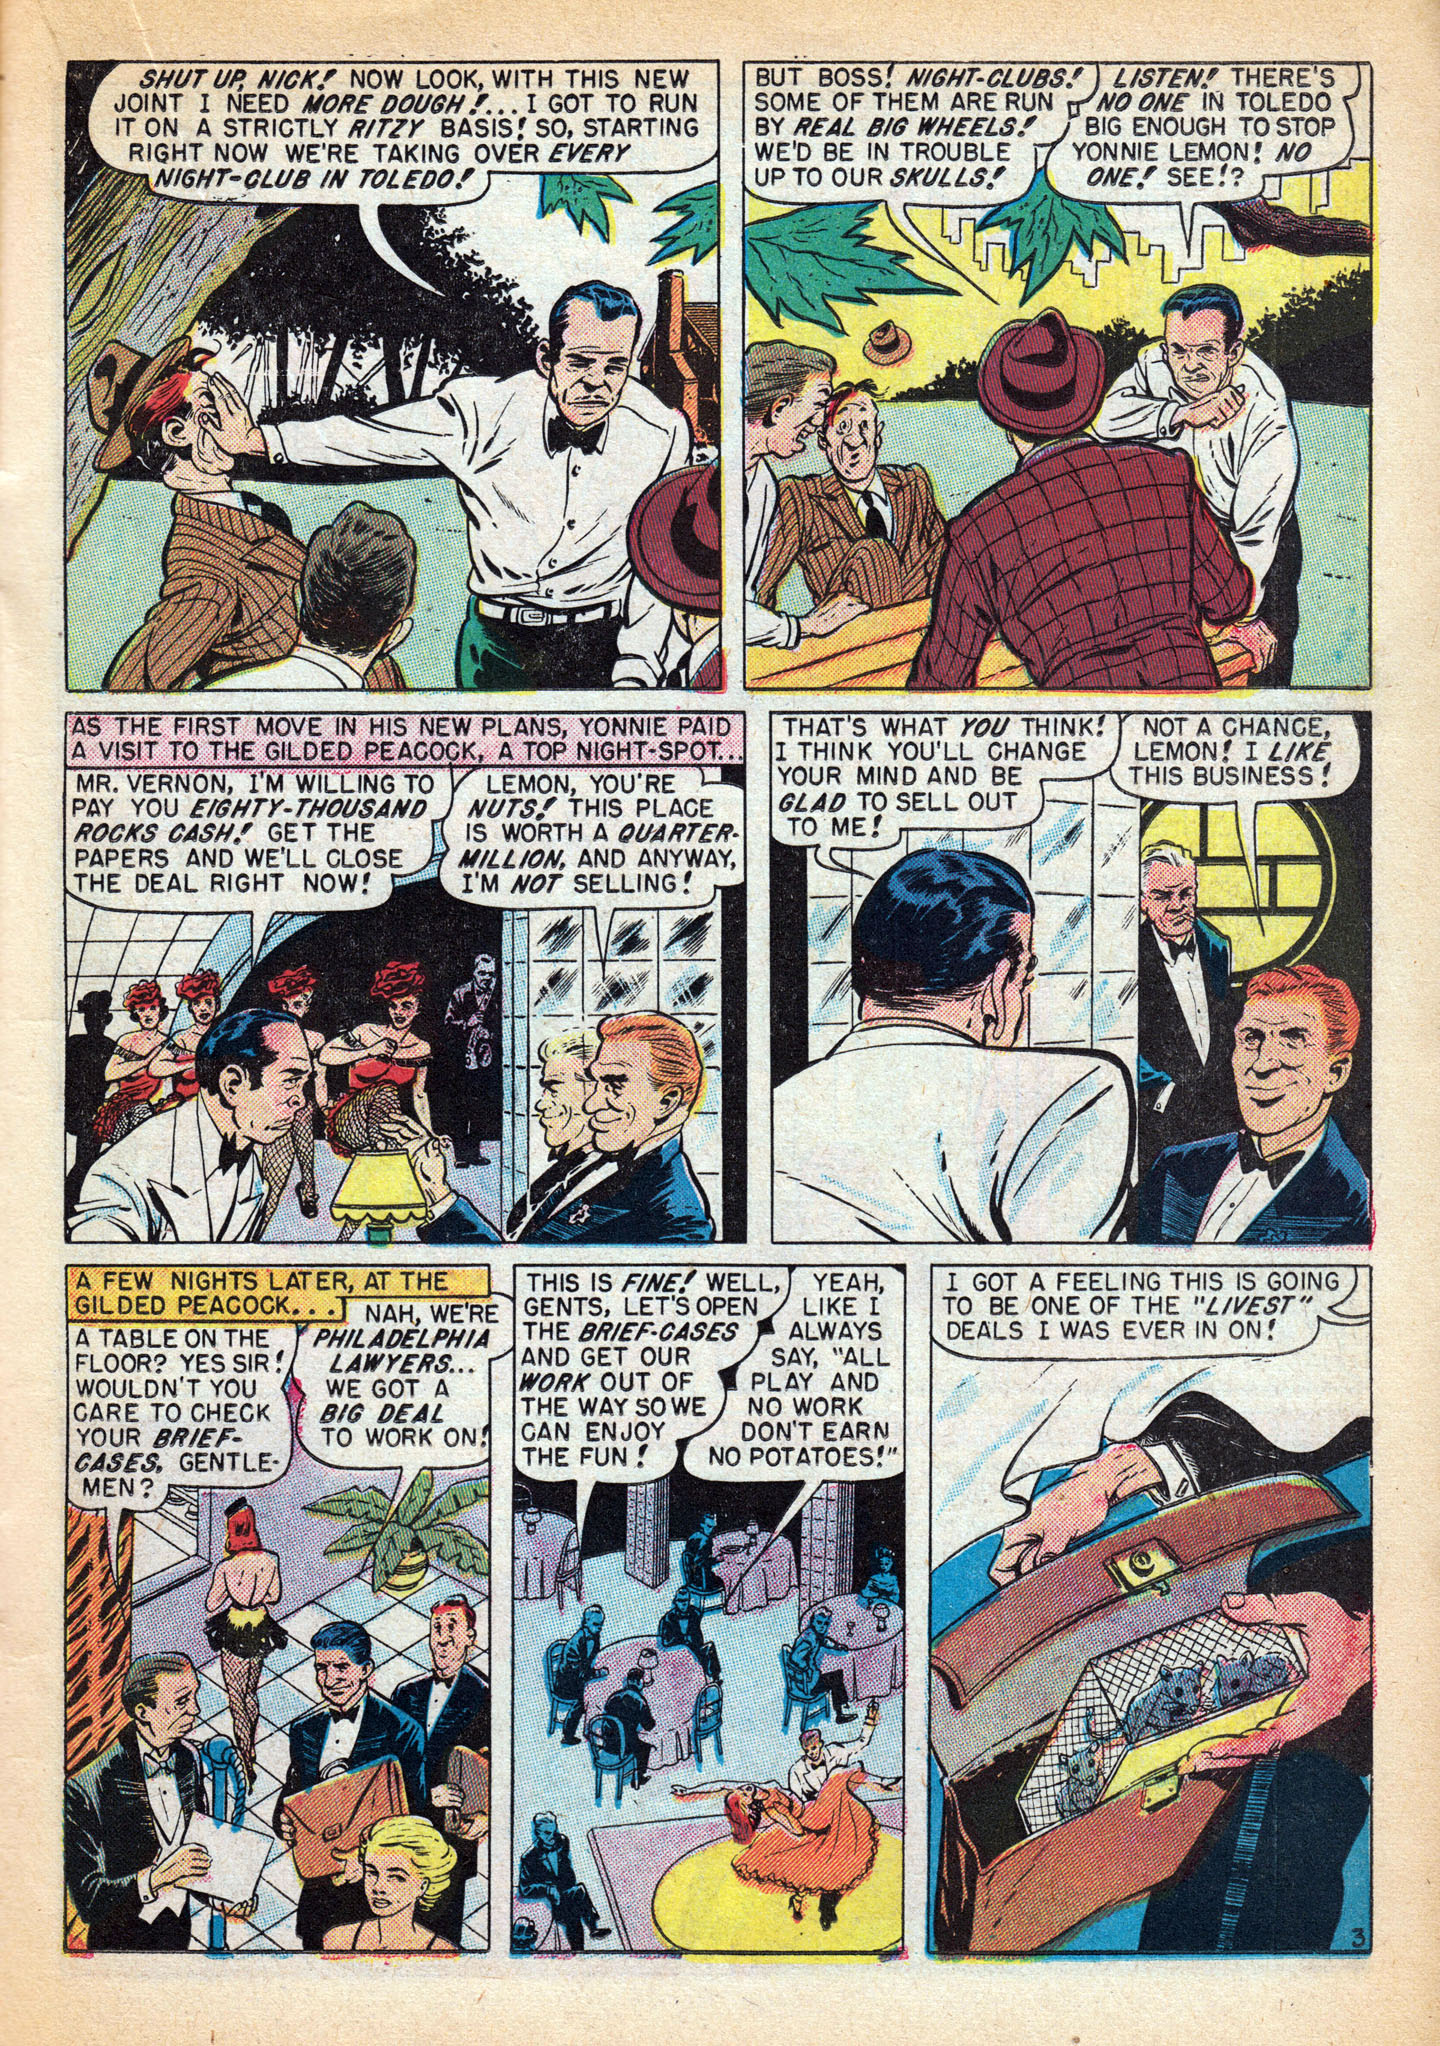 SHUT UP, NICK! NOW LOOK, WITH THIS NEW
JOINT I NEED MORE DOUGH!... I GOT TO RUN
IT ON A STRICTLY RITZY BASIS! SO, STARTING
RIGHT NOW WE'RE TAKING OVER EVERY
NIGHT-CLUB IN TOLEDO!
BUT BOSS! NIGHT-CLUBS!
SOME OF THEM ARE RUN
BY REAL BIG WHEELS!
WE'D BE IN TROUBLE
UP TO OUR SKULLS!
LISTEN! THERE'S
NO ONE IN TOLEDO
BIG ENOUGH TO STOP
YONNIE LEMON! NO
ONE! SEE!?
AS THE FIRST MOVE IN HIS NEW PLANS, YONNIE PAID
A VISIT TO THE GILDED PEACOCK, A TOP NIGHT-SPOT...
MR. VERNON, I'M WILLING TO
PAY YOU EIGHTY-THOUSAND
ROCKS CASH! GET THE
PAPERS AND WE'LL CLOSE
THE DEAL RIGHT NOW!
LEMON, YOU'RE
NUTS! THIS PLACE
IS WORTH A QUARTER-
MILLION, AND ANYWAY,
I'M NOT SELLING!
THAT'S WHAT YOU THINK!
I THINK YOU'LL CHANGE
YOUR MIND AND BE
GLAD TO SELL OUT
TO ME!
NOT A CHANCE,
LEMON! I LIKE
THIS BUSINESS!
A FEW NIGHTS LATER, AT THE
GILDED PEACOCK...
A TABLE ON THE
FLOOR? YES SIR!
WOULDN'T YOU
CARE TO CHECK
YOUR BRIEF-
CASES, GENTLE-
MEN?
NAH, WE'RE
PHILADELPHIA
LAWYERS...
WE GOT A
BIG DEAL
TO WORK ON!
THIS IS FINE! WELL,
GENTS, LET'S OPEN
THE BRIEF-CASES
AND GET OUR
WORK OUT OF
THE WAY SO WE
CAN ENJOY
THE FUN!
YEAH,
LIKE I
ALWAYS
SAY, "ALL
PLAY AND
NO WORK
DON'T EARN
NO POTATOES!"
I GOT A FEELING THIS IS GOING
TO BE ONE OF THE "LIVEST"
DEALS I WAS EVER IN ON!
3